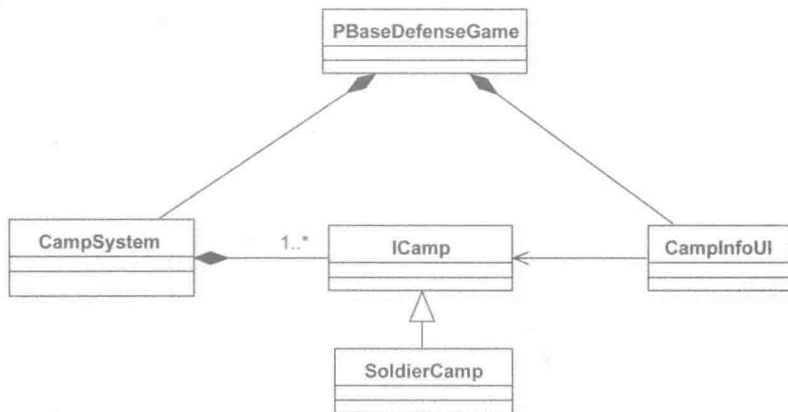 PBaseDefenseGame
CampSystem
1..*
ICamp
CampInfoUI
SoldierCamp